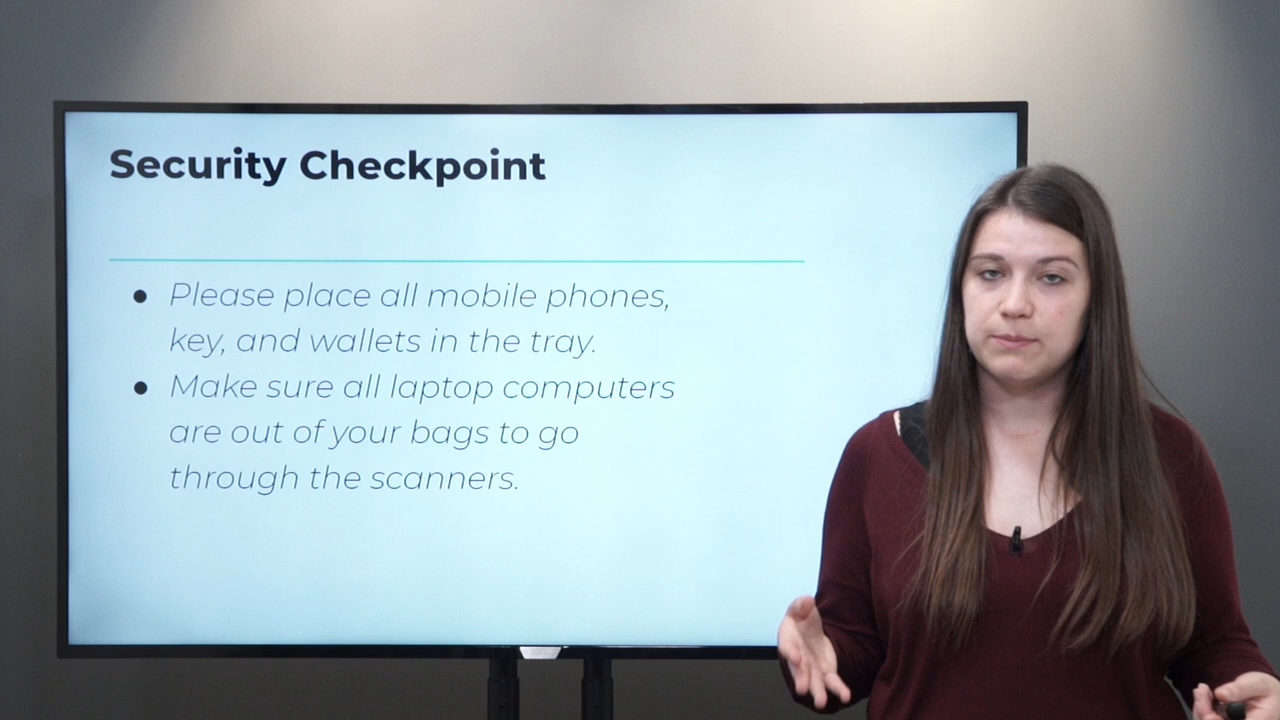 Security Checkpoint
● Please place all mobile phones,
key, and wallets in the tray.
● Make sure all laptop computers
are out of your bags to go
through the scanners.